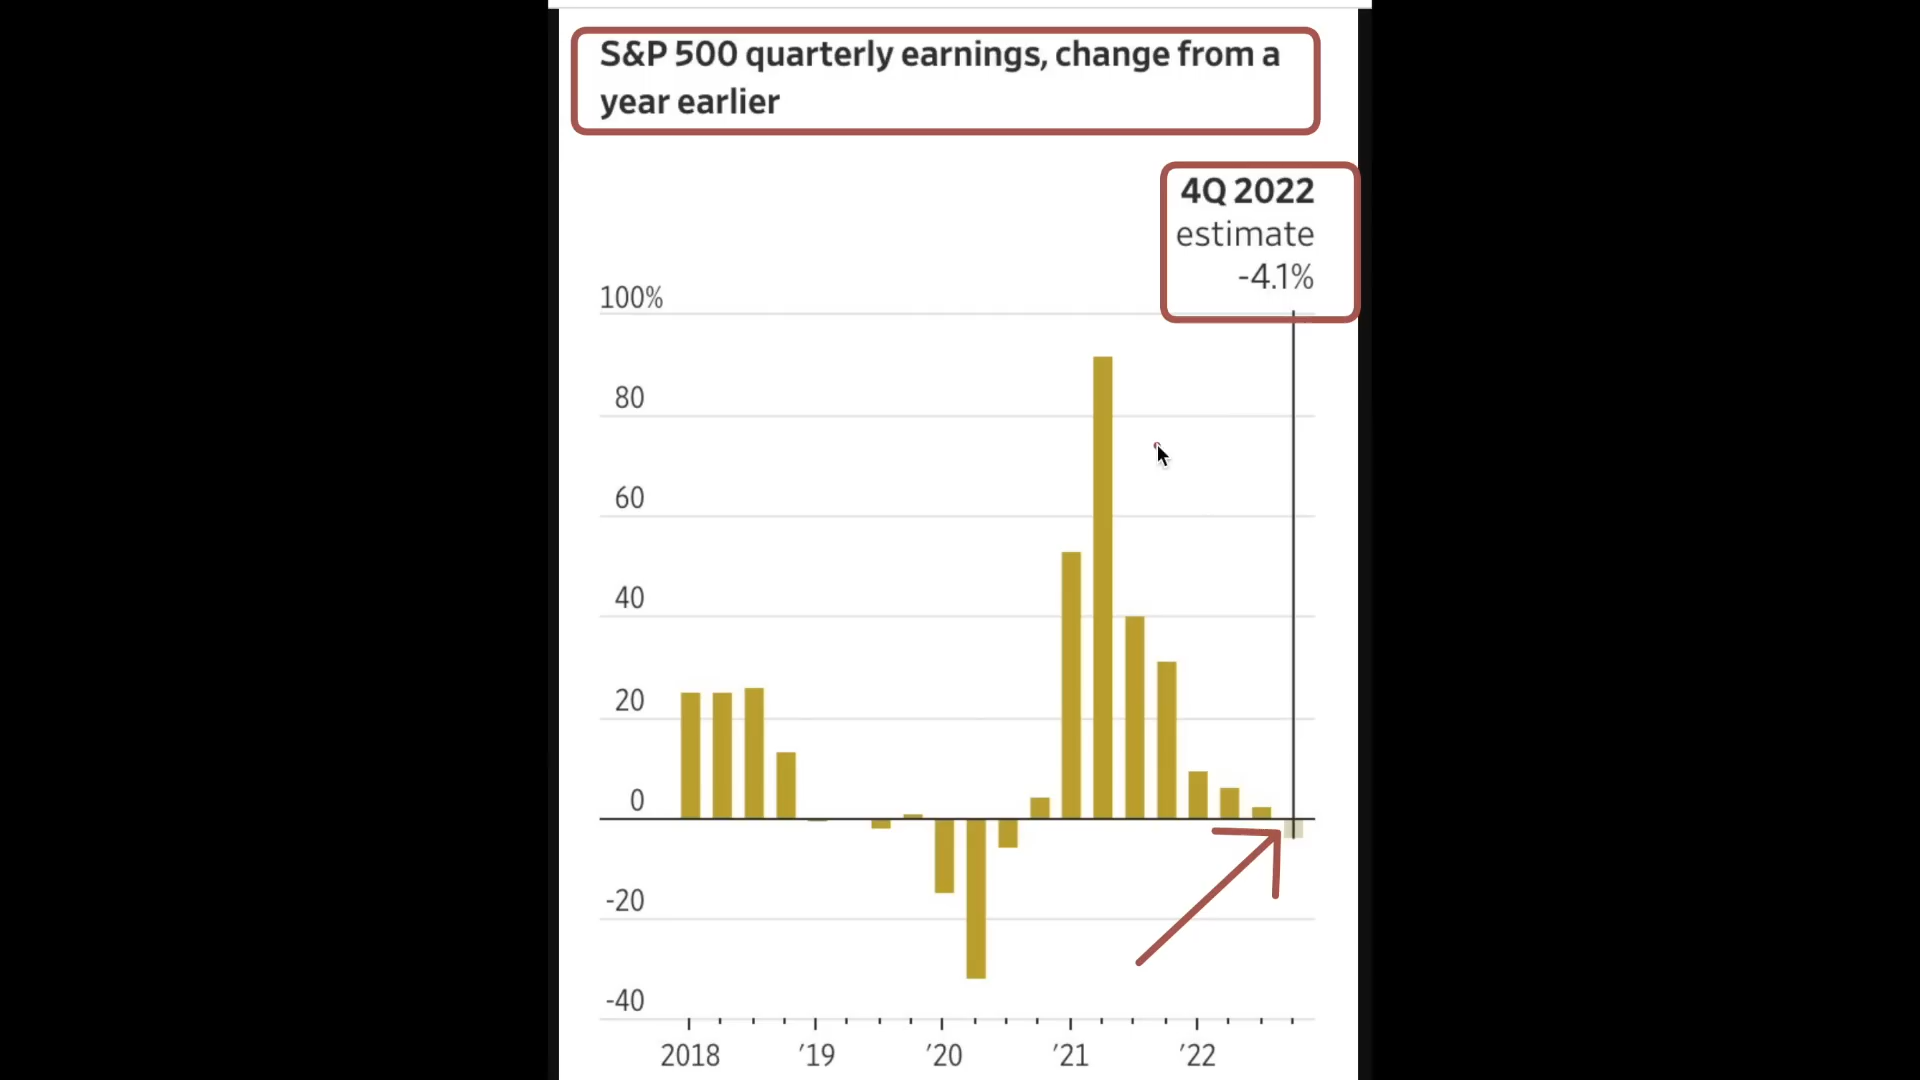 S&P 500 quarterly earnings, change from a
year earlier
4Q 2022
estimate
-4.1%
100%
80
60
40
20
0
-20
-40
2018 '19 '20 '21 '22